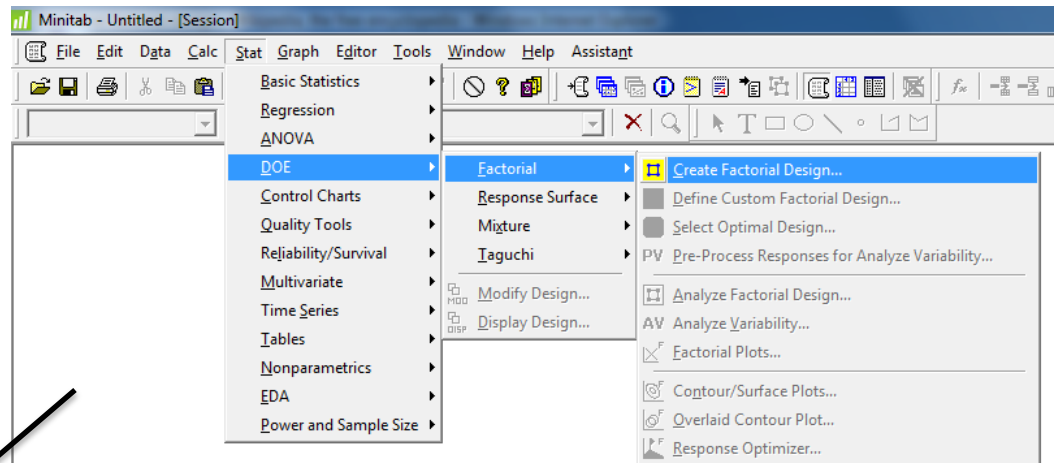 Minitab - Untitled - [Session]
File Edit Data Calc Stat Graph Editor Tools Window Help Assistant
Basic Statistics
Regression
ANOVA
DOE
Control Charts
Quality Tools
Reliability/Survival
Multivariate
Time Series
Tables
Nonparametrics
EDA
Power and Sample Size
Factorial
Response Surface
Mixture
Taguchi
MOD Modify Design...
DISP Display Design...
Create Factorial Design...
Define Custom Factorial Design...
Select Optimal Design...
PV Pre-Process Responses for Analyze Variability...
Analyze Factorial Design...
AV Analyze Variability...
F Factorial Plots...
F Contour/Surface Plots...
F Overlaid Contour Plot...
F Response Optimizer...